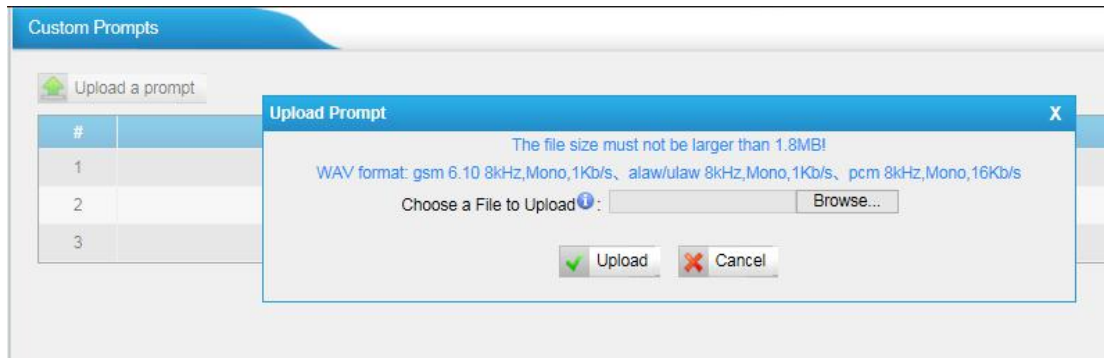 Custom Prompts
Upload a prompt
Upload Prompt
X
#
The file size must not be larger than 1.8MB!
1
WAV format: gsm 6.10 8kHz,Mono,1Kb/s、alaw/ulaw 8kHz,Mono,1Kb/s、pcm 8kHz,Mono,16Kb/s
2
Choose a File to Upload : Browse...
3
Upload Cancel